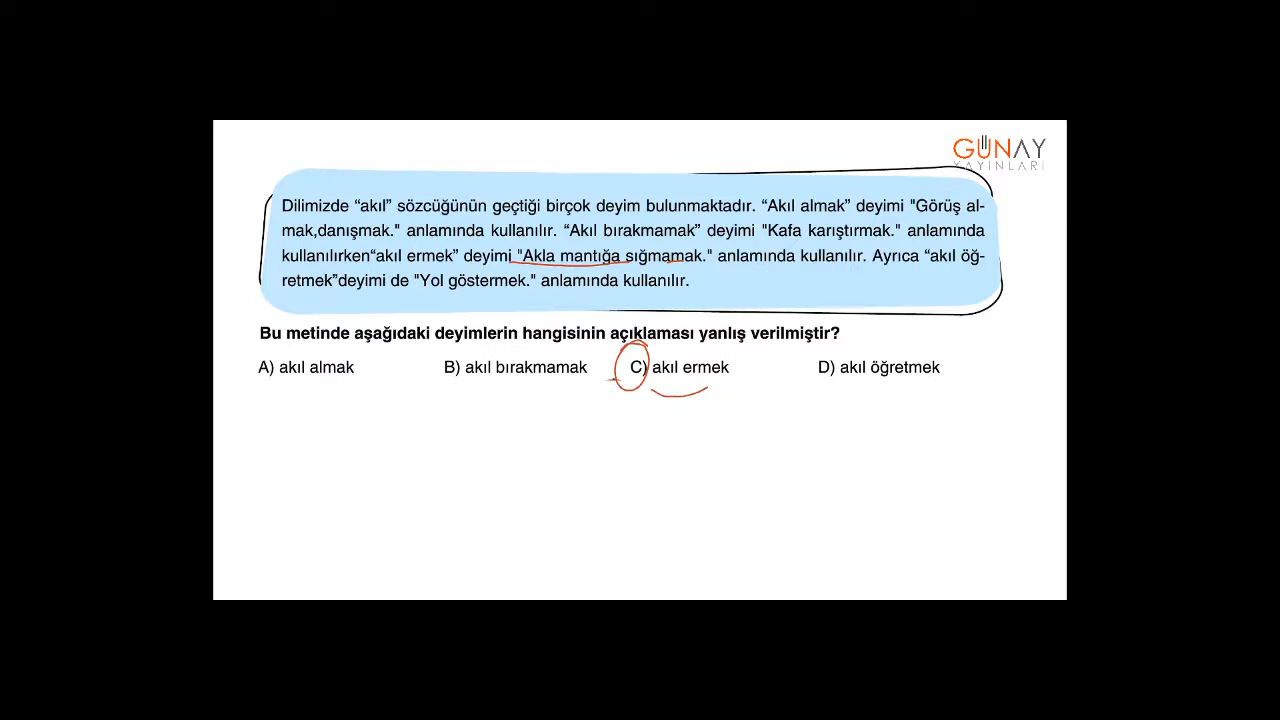 GÜNAY
YAYINLARI
Dilimizde “akıl” sözcüğünün geçtiği birçok deyim bulunmaktadır. “Akıl almak” deyimi "Görüş al-
mak,danışmak." anlamında kullanılır. “Akıl bırakmamak” deyimi "Kafa karıştırmak." anlamında
kullanılırken“akıl ermek” deyimi "Akla mantığa sığmamak." anlamında kullanılır. Ayrıca “akıl öğ-
retmek”deyimi de "Yol göstermek." anlamında kullanılır.
Bu metinde aşağıdaki deyimlerin hangisinin açıklaması yanlış verilmiştir?
A) akıl almak B) akıl bırakmamak C) akıl ermek D) akıl öğretmek